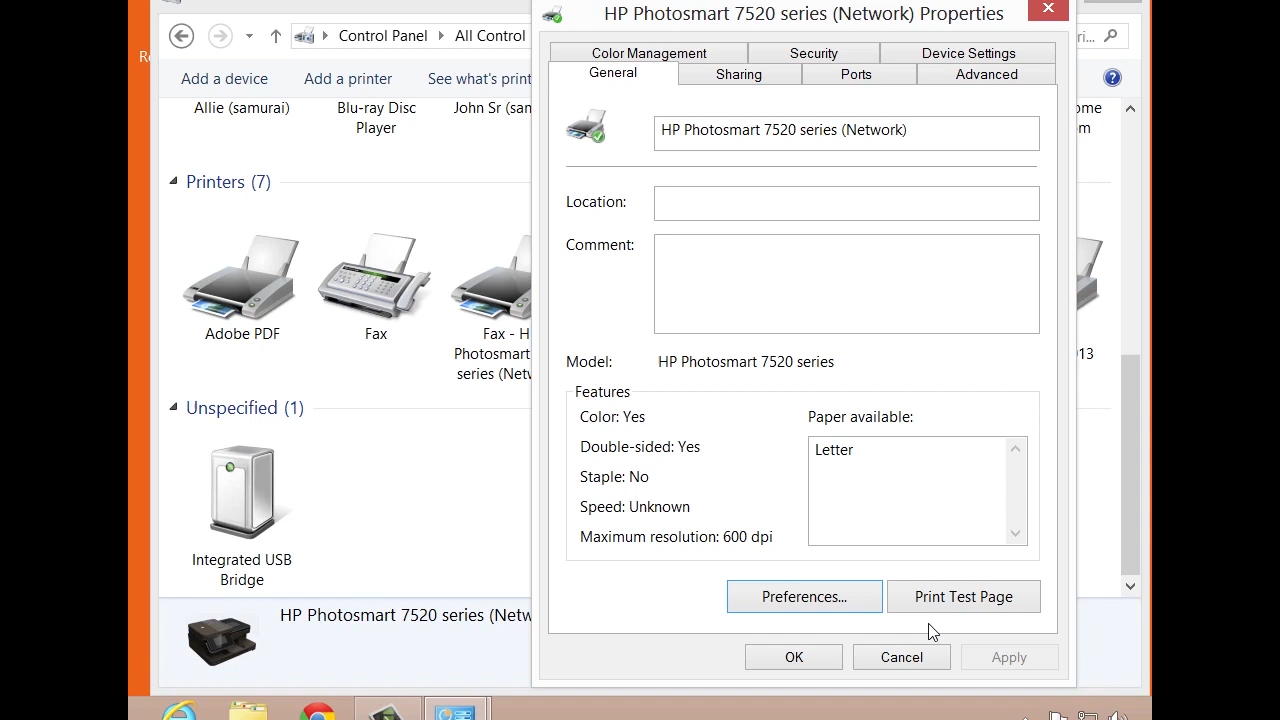 HP Photosmart 7520 series (Network) Properties
Control Panel
All Control
ri...
Add a device
Add a printer
See what's print
Color Management
Security
Device Settings
General
Sharing
Ports
Advanced
Allie (samurai)
Blu-ray Disc
Player
John Sr (sam
ome
m
HP Photosmart 7520 series (Network)
Printers (7)
Location:
Comment:
Adobe PDF
Fax
Fax - H
Photosmart
series (Netw
13
Model:
HP Photosmart 7520 series
Features
Color: Yes
Double-sided: Yes
Staple: No
Speed: Unknown
Maximum resolution: 600 dpi
Paper available:
Letter
Unspecified (1)
Integrated USB
Bridge
Preferences...
Print Test Page
HP Photosmart 7520 series (Netw
OK
Cancel
Apply